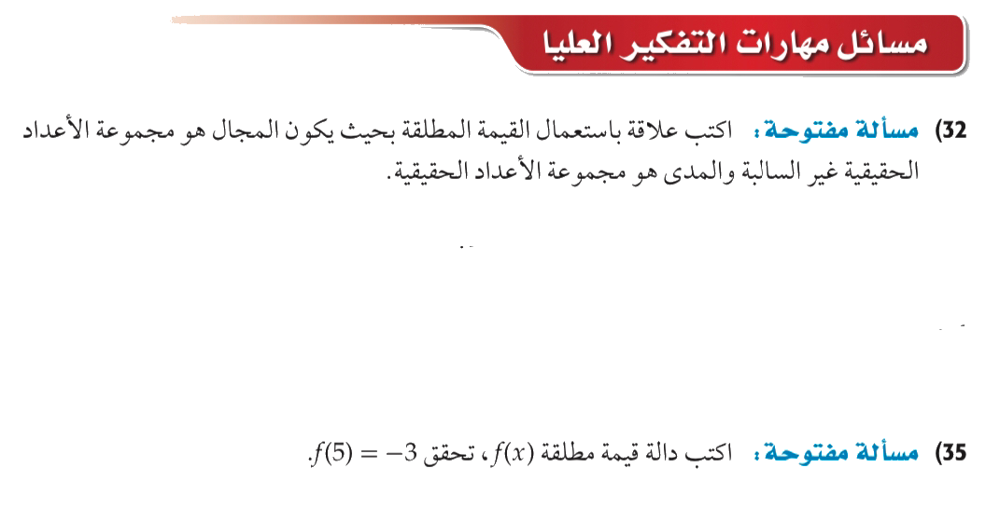 مسائل مهارات التفكير العليا
32) مسألة مفتوحة: اكتب علاقة باستعمال القيمة المطلقة بحيث يكون المجال هو مجموعة الأعداد
الحقيقية غير السالبة والمدى هو مجموعة الأعداد الحقيقية.
35) مسألة مفتوحة: اكتب دالة قيمة مطلقة f(x)، تحقق f(5) = −3.